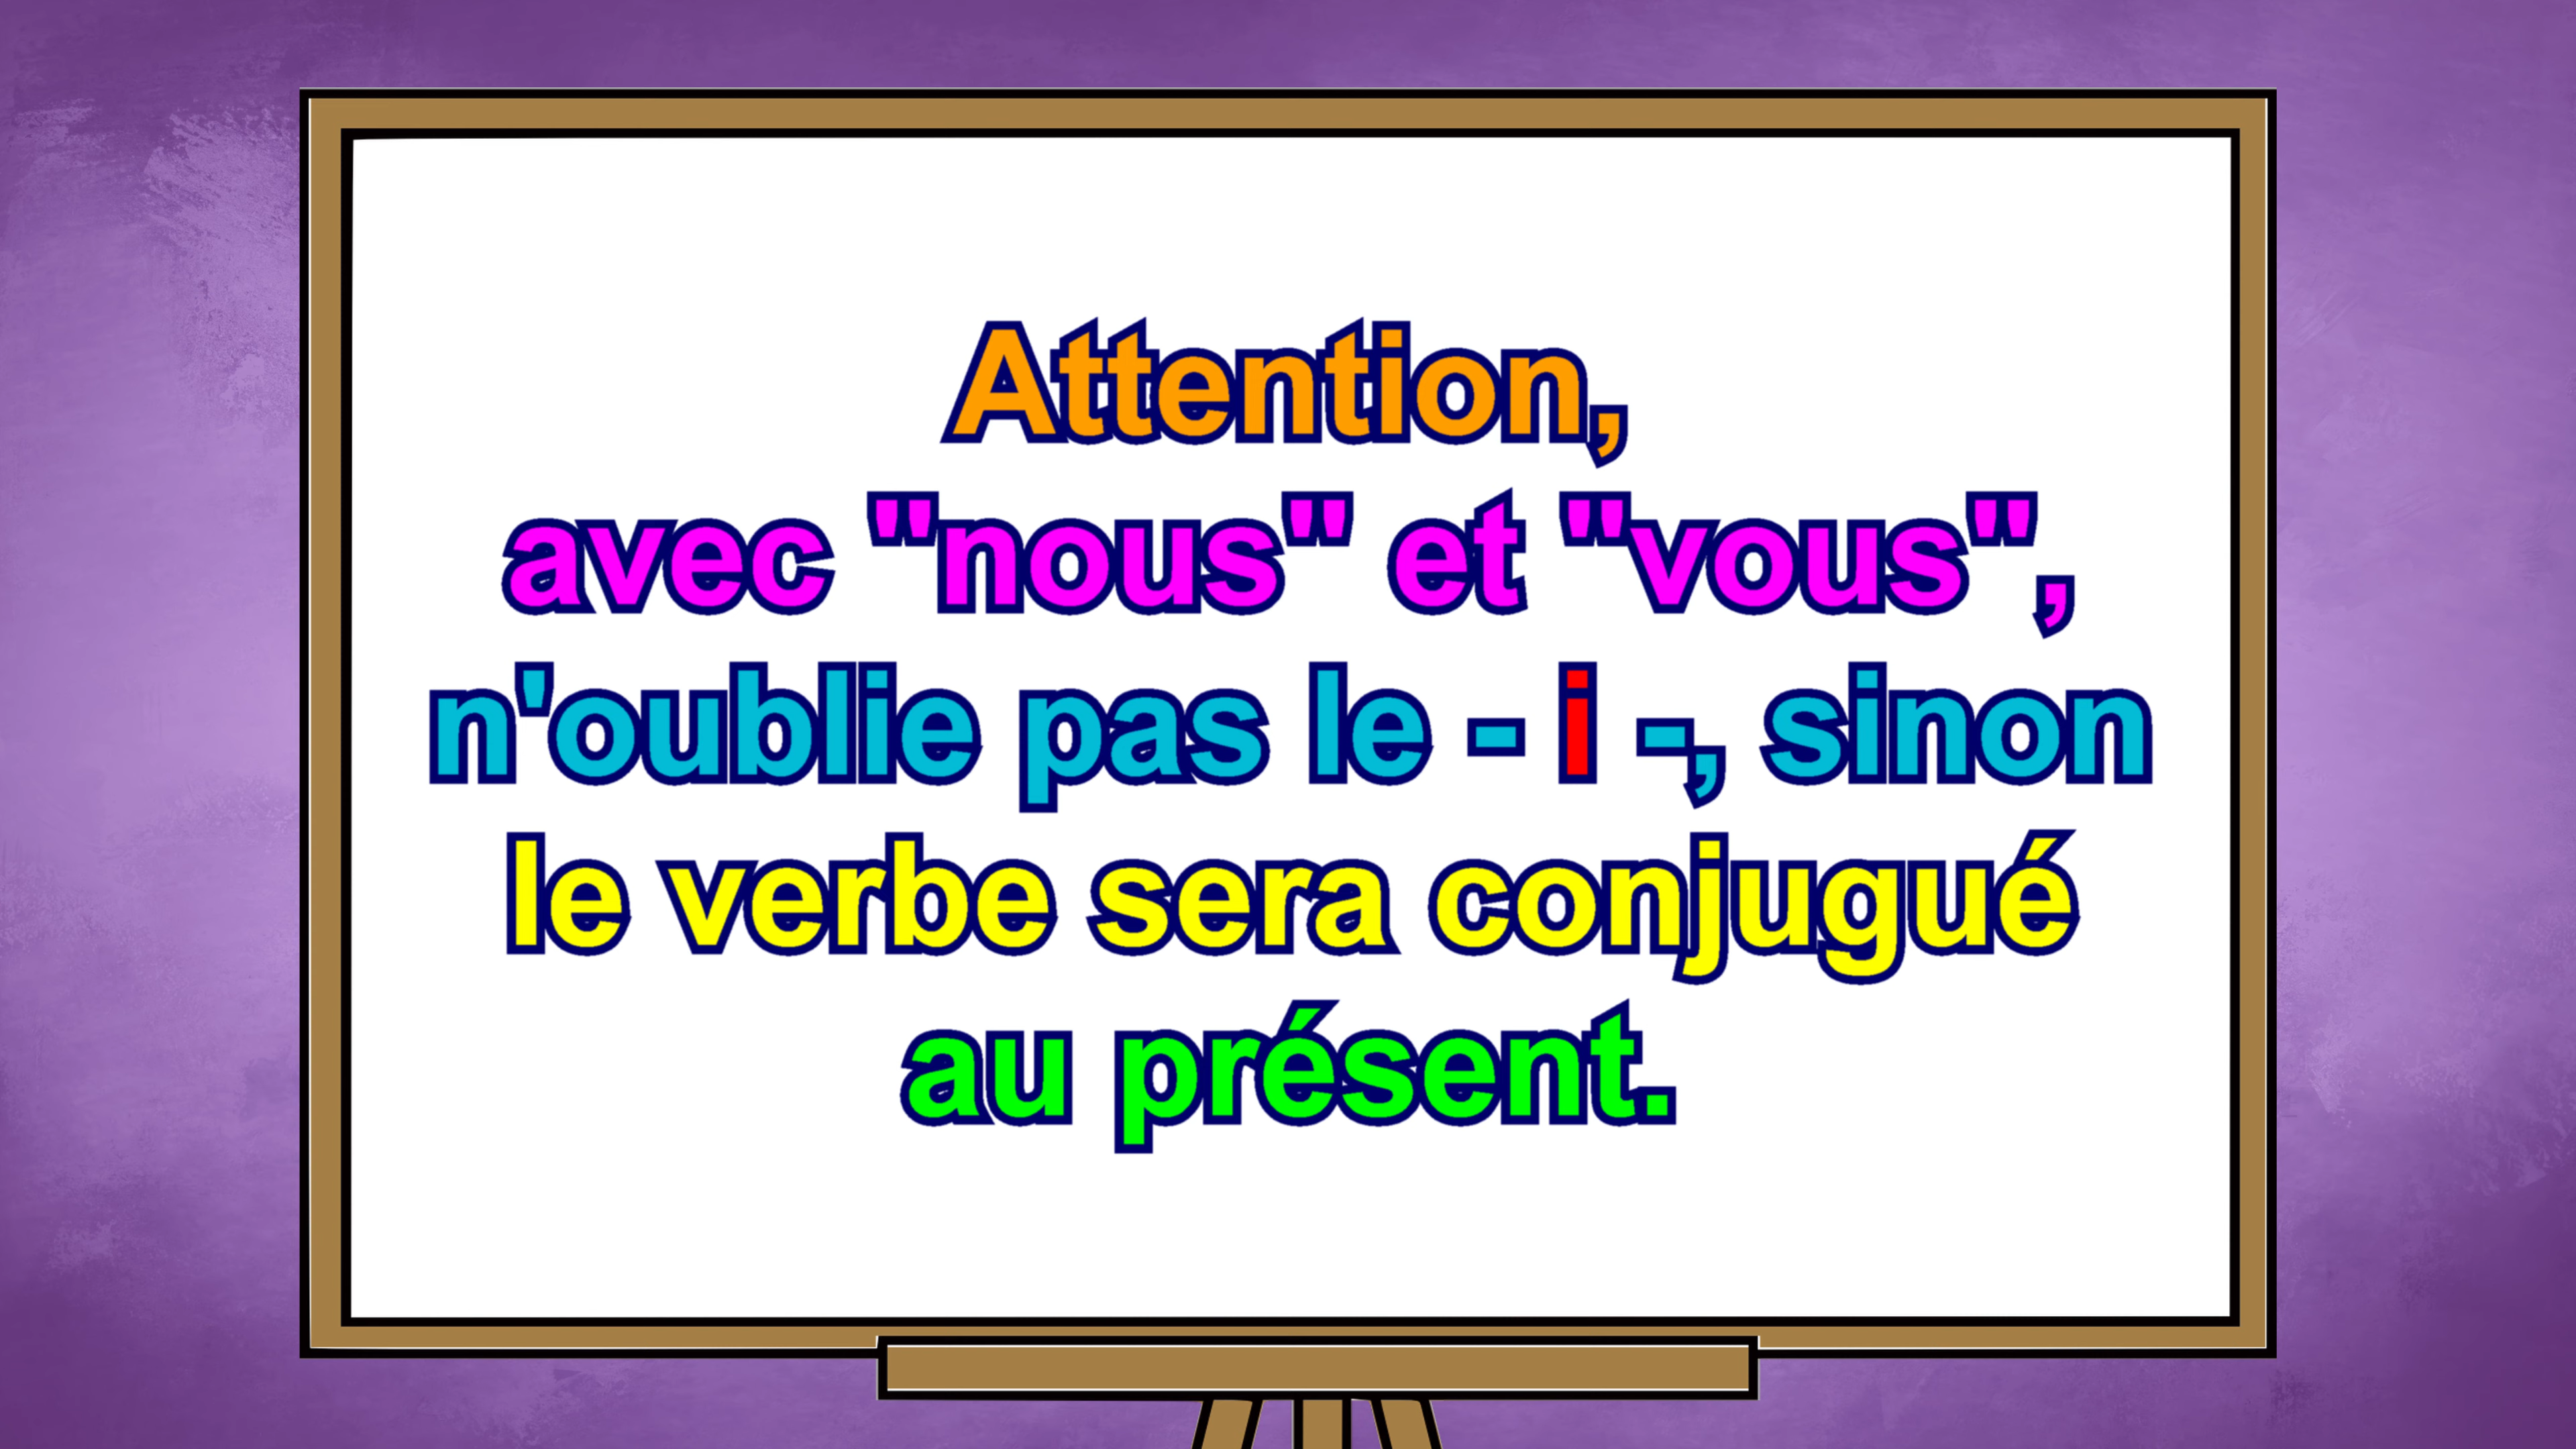 Attention,
avec "nous" et "vous",
n'oublie pas le - i -, sinon
le verbe sera conjugué
au présent.